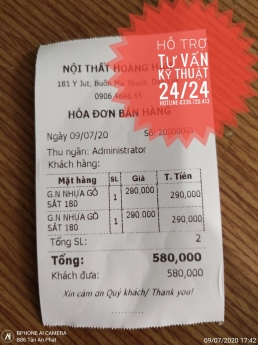 NỘI THẤT HOÀNG
181 Y Jut, Buôn Ma Thuột,
HỖ TRỢ
TƯ VẤN
KỸ THUẬT
24/24
HÓA ĐƠN BÁN HÀNG
Ngày 09/07/20
Thu ngân: Administrator
Khách hàng:
Mặt hàng SL Giá T. Tiền
G.N NHỰA GỖ SẮT 180 1 290,000 290,000
G.N NHỰA GỖ SẮT 180 1 290,000 290,000
Tổng SL: 2
Tổng: 580,000
Khách đưa: 580,000
Xin cảm ơn Quý khách/ Thank you!
BPHONE AI CAMERA
B86 Tân An Phát
09/07/2020 17:42